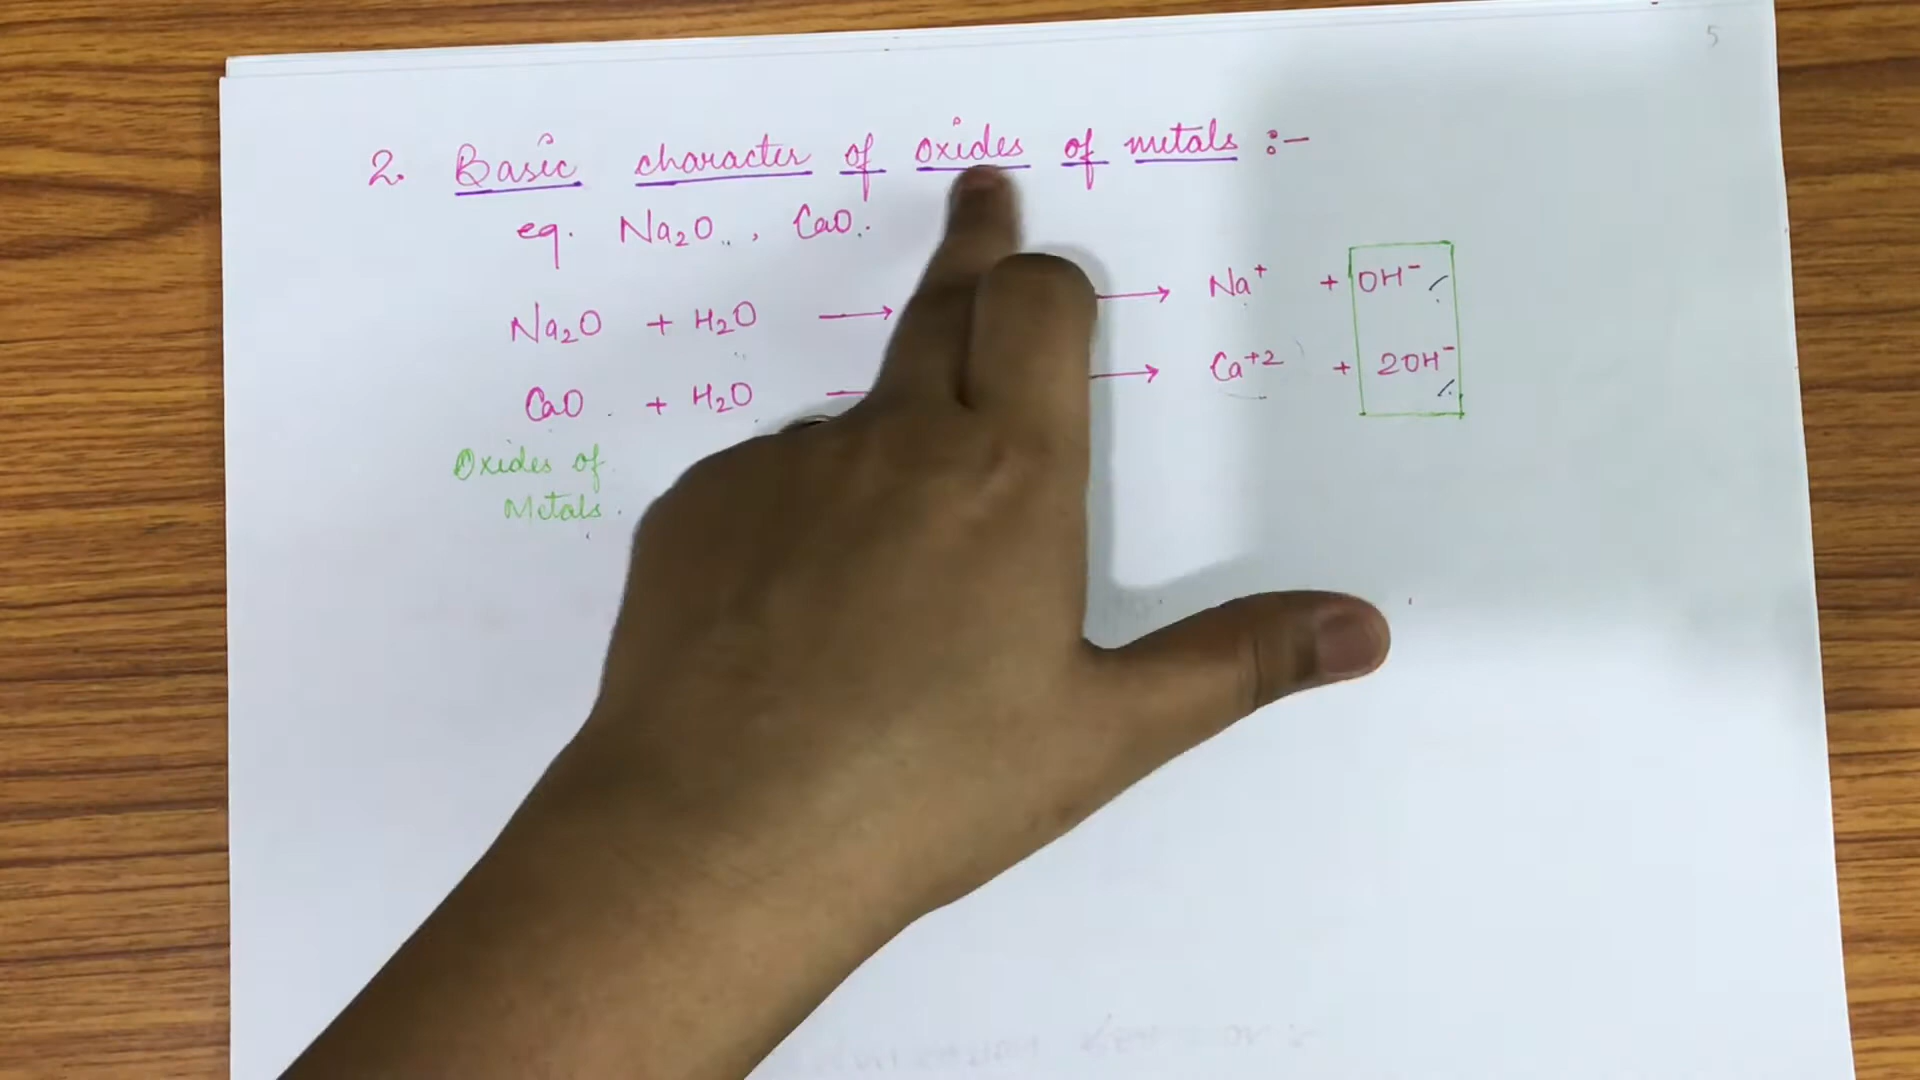 5
2. Basic character of oxides of metals :-
eg. Na₂O , CaO.
Na₂O + H₂O ⟶ ⟶ Na⁺ + OH⁻
CaO + H₂O ⟶ ⟶ Ca⁺² + 2OH⁻
Oxides of
Metals.